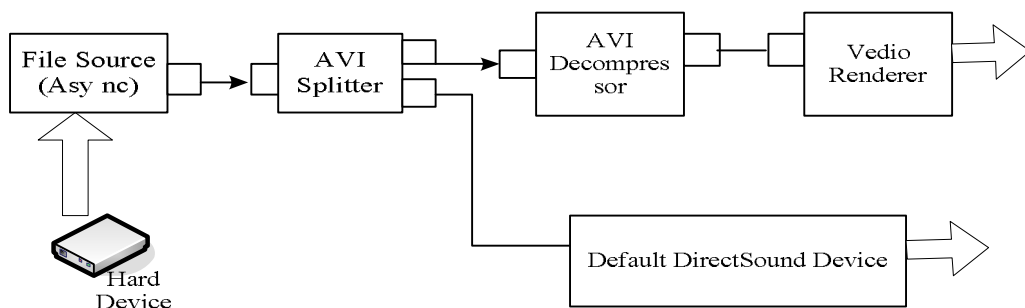 File Source
(Asy nc)
AVI
Splitter
AVI
Decompres
sor
Vedio
Renderer
Default DirectSound Device
Hard
Device